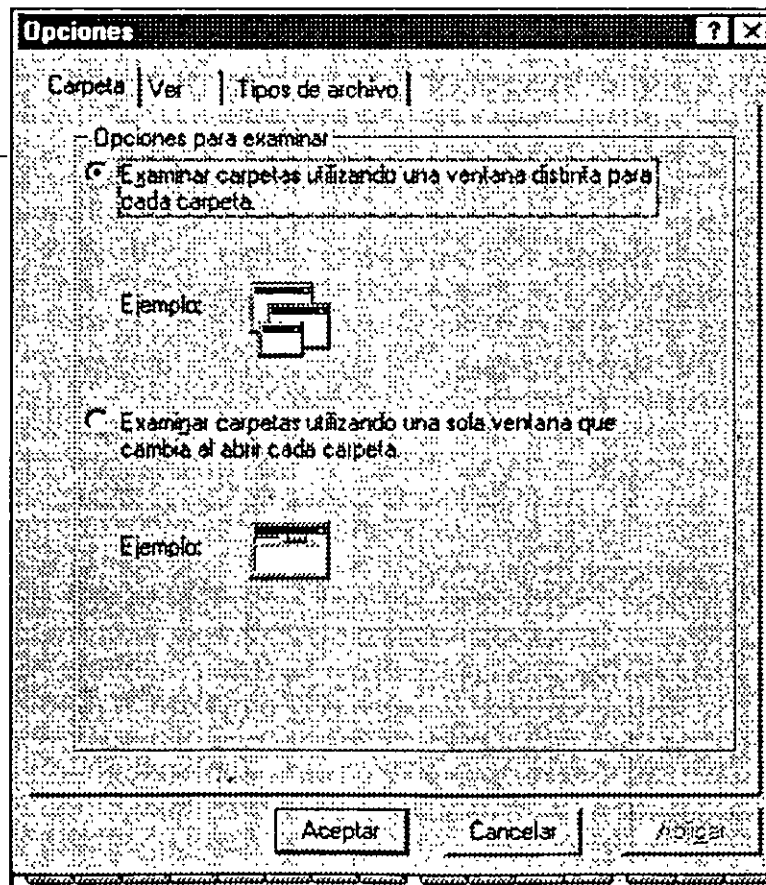 Opciones
Carpeta Ver Tipos de archivo
Opciones para examinar
Examinar carpetas utilizando una ventana distinta para
cada carpeta.
Ejemplo:
Examinar carpetas utilizando una sola ventana que
cambia al abrir cada carpeta.
Ejemplo:
Aceptar Cancelar Aplicar